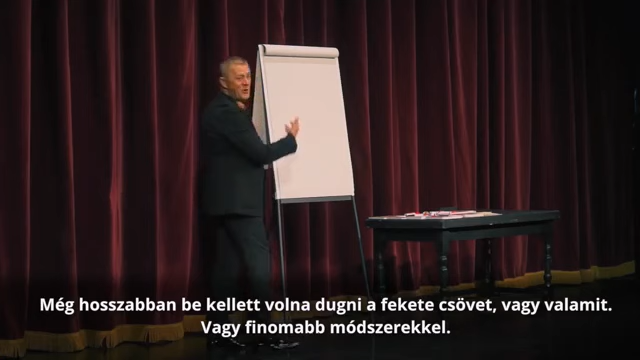 Még hosszabban be kellett volna dugni a fekete csövet, vagy valamit.
Vagy finomabb módszerekkel.